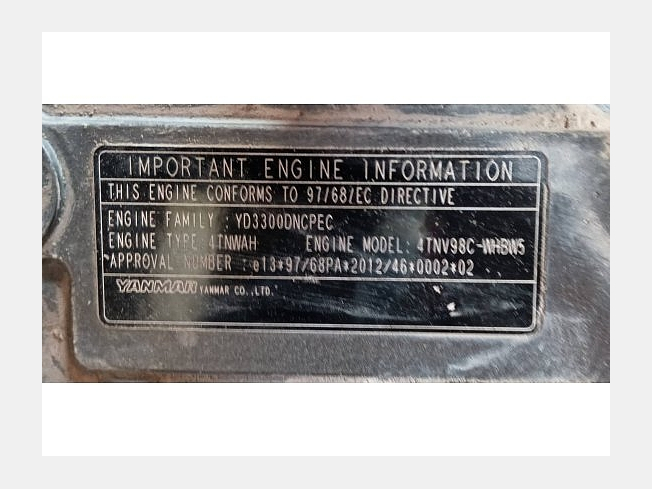 IMPORTANT ENGINE INFORMATION
THIS ENGINE CONFORMS TO 97/68/EC DIRECTIVE
ENGINE FAMILY : YD3300DNCPEC
ENGINE TYPE : 4TNWAH ENGINE MODEL: 4TNV98C-WHBW5
APPROVAL NUMBER : e13*97/68PA*2012/46*0002*02
YANMAR YANMAR CO.,LTD.